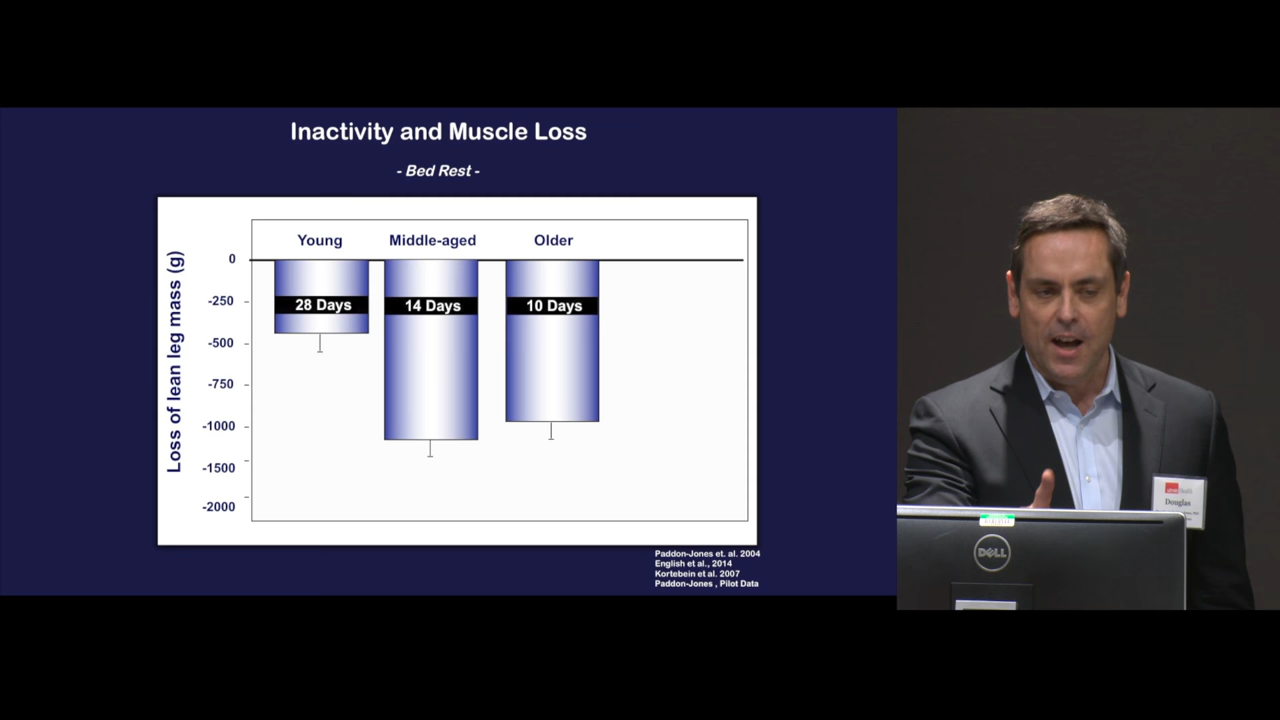 Inactivity and Muscle Loss
- Bed Rest -
Loss of lean leg mass (g)
Young Middle-aged Older
0
-250
-500
-750
-1000
-1500
-2000
28 Days 14 Days 10 Days
Paddon-Jones et. al. 2004
English et al., 2014
Kortebein et al. 2007
Paddon-Jones , Pilot Data
Douglas
DELL